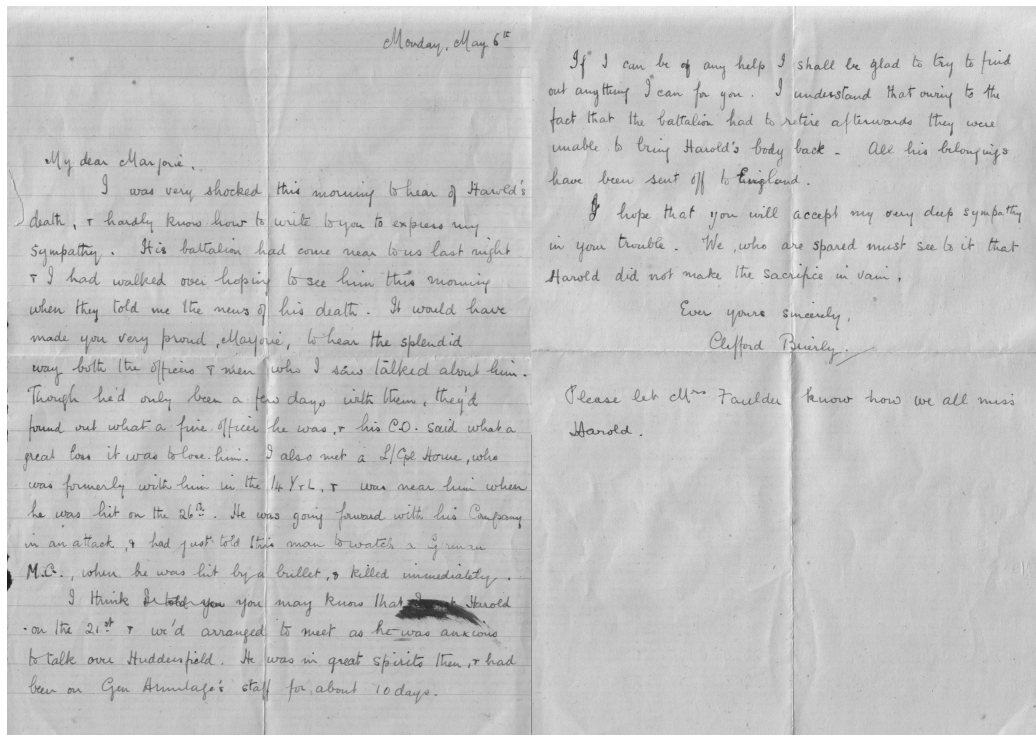 Monday, May 6th
My dear Marjorie,
I was very shocked this morning to hear of Harold's
death, & hardly know how to write to you to express my
sympathy. His battalion had come near to us last night
& I had walked over hoping to see him this morning
when they told me the news of his death. It would have
made you very proud, Marjorie, to hear the splendid
way both the officers & men who I saw talked about him.
Though he'd only been a few days with them, they'd
found out what a fine officer he was, & his C.O. said what a
great loss it was to lose him. I also met a L/Cpl Horne, who
was formerly with him in the 14 Y&L, & was near him when
he was hit on the 26th. He was going forward with his Company
in an attack, & had just told this man to watch a German
M.G., when he was hit by a bullet, & killed immediately.
I think I told you you may know that Harold
on the 21st & we'd arranged to meet as he was anxious
to talk over Huddersfield. He was in great spirits then, & had
been on Gen Armitage's staff for about 10 days.
If I can be of any help I shall be glad to try to find
out anything I can for you. I understand that owing to the
fact that the battalion had to retire afterwards they were
unable to bring Harold's body back. All his belongings
have been sent off to England.
I hope that you will accept my very deep sympathy
in your trouble. We, who are spared must see to it that
Harold did not make the sacrifice in vain.
Ever yours sincerely,
Clifford Brierly.
Please let Mrs Faulder know how we all miss
Harold.